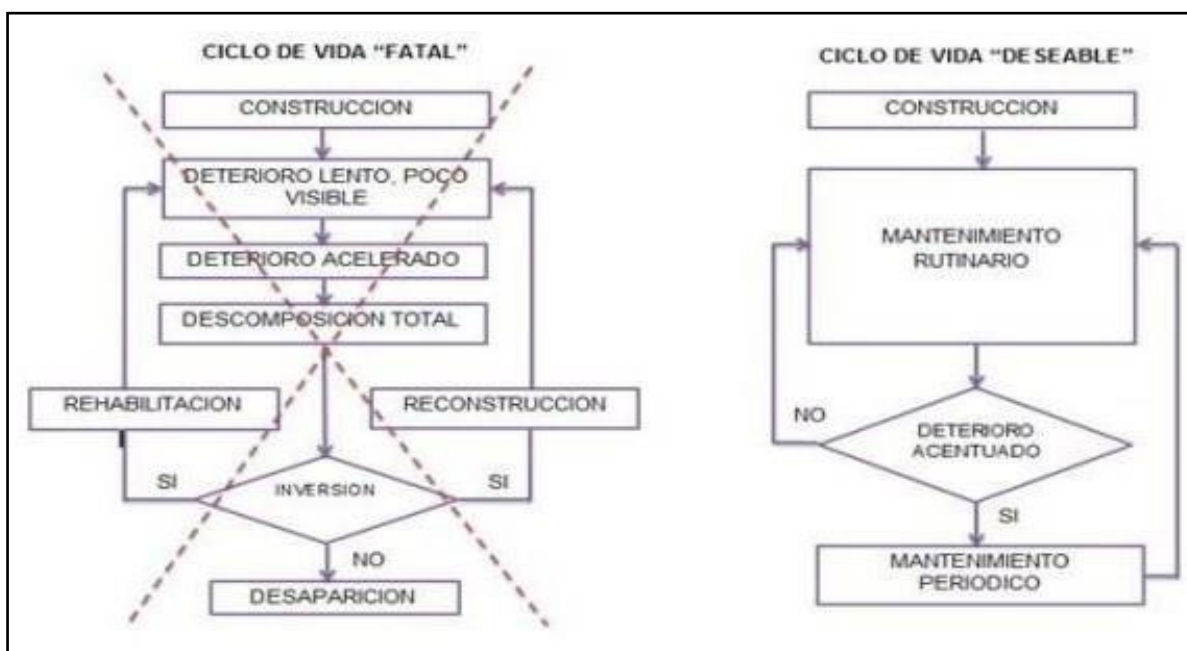 CICLO DE VIDA “FATAL”
CONSTRUCCION
DETERIORO LENTO, POCO
VISIBLE
DETERIORO ACELERADO
DESCOMPOSICION TOTAL
REHABILITACION
RECONSTRUCCION
SI
INVERSION
SI
NO
DESAPARICION
CICLO DE VIDA “DESEABLE”
CONSTRUCCION
MANTENIMIENTO
RUTINARIO
NO
DETERIORO
ACENTUADO
SI
MANTENIMIENTO
PERIODICO